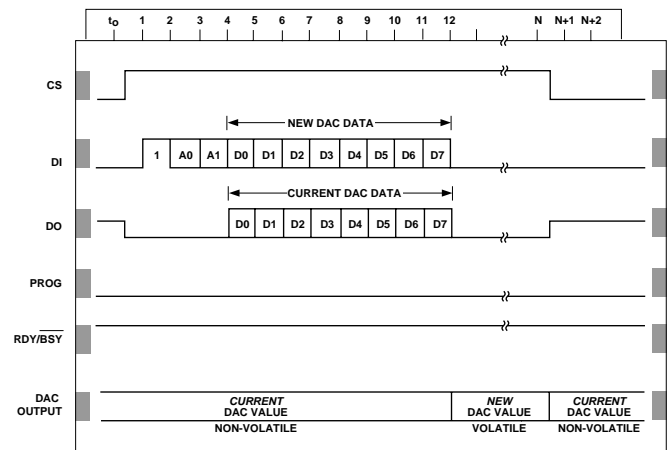 to 1 2 3 4 5 6 7 8 9 10 11 12 N N+1 N+2
CS
NEW DAC DATA
DI 1 A0 A1 D0 D1 D2 D3 D4 D5 D6 D7
CURRENT DAC DATA
DO D0 D1 D2 D3 D4 D5 D6 D7
PROG
RDY/BSY
DAC OUTPUT
CURRENT DAC VALUE
NON-VOLATILE
NEW DAC VALUE
VOLATILE
CURRENT DAC VALUE
NON-VOLATILE